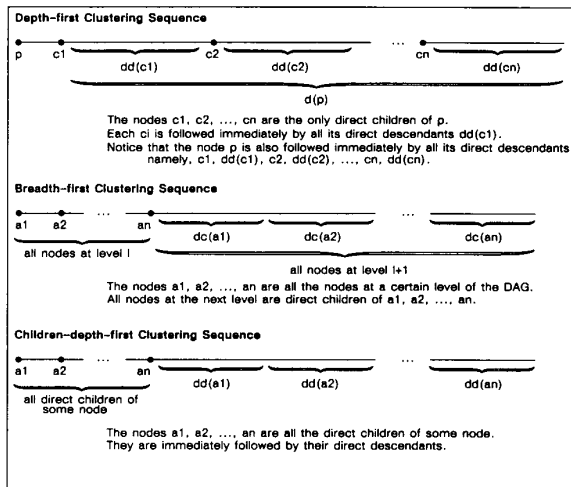 Depth-first Clustering Sequence
p c1 c2 ... cn
dd(c1) dd(c2) dd(cn)
d(p)
The nodes c1, c2, ..., cn are the only direct children of p.
Each ci is followed immediately by all its direct descendants dd(c1).
Notice that the node p is also followed immediately by all its direct descendants
namely, c1, dd(c1), c2, dd(c2), ..., cn, dd(cn).
Breadth-first Clustering Sequence
... ...
a1 a2 an dc(a1) dc(a2) dc(an)
all nodes at level l
all nodes at level l+1
The nodes a1, a2, ..., an are all the nodes at a certain level of the DAG.
All nodes at the next level are direct children of a1, a2, ..., an.
Children-depth-first Clustering Sequence
... ...
a1 a2 an dd(a1) dd(a2) dd(an)
all direct children of
some node
The nodes a1, a2, ..., an are all the direct children of some node.
They are immediately followed by their direct descendants.